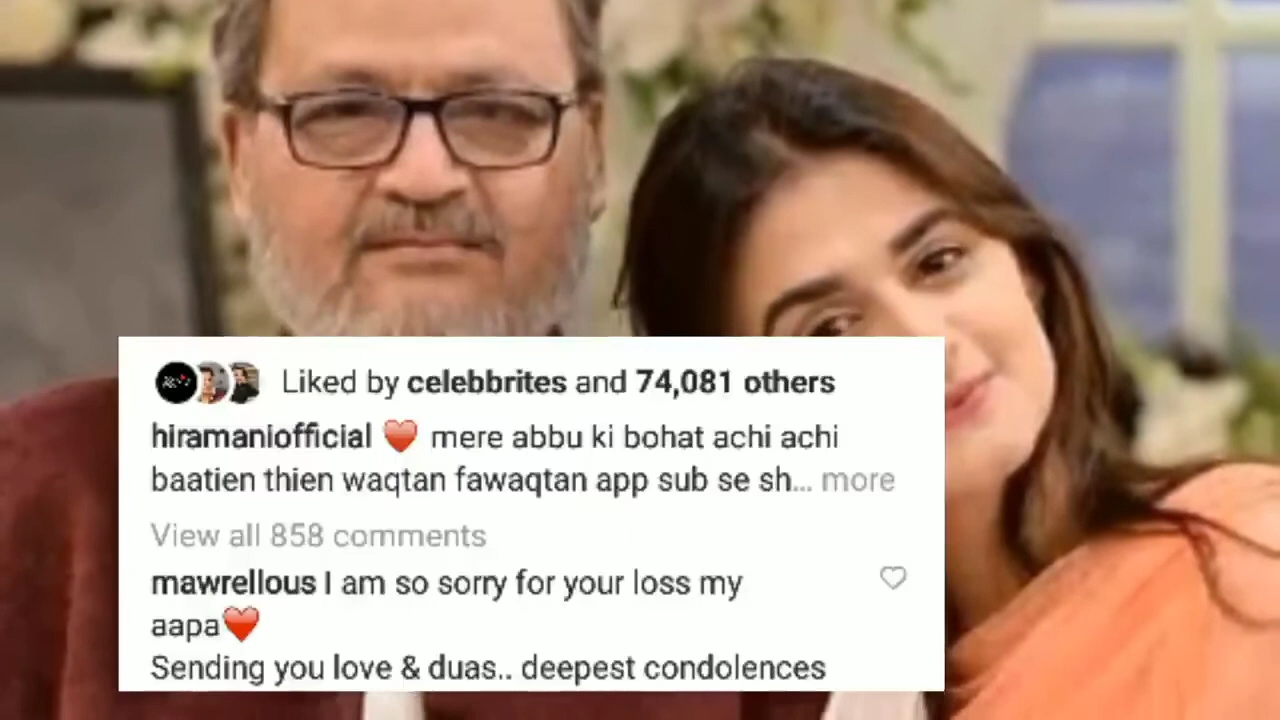 Liked by celebbrites and 74,081 others
hiramaniofficial ❤️ mere abbu ki bohat achi achi
baatien thien waqtan fawaqtan app sub se sh... more
View all 858 comments
mawrellous I am so sorry for your loss my
aapa❤️
Sending you love & duas.. deepest condolences